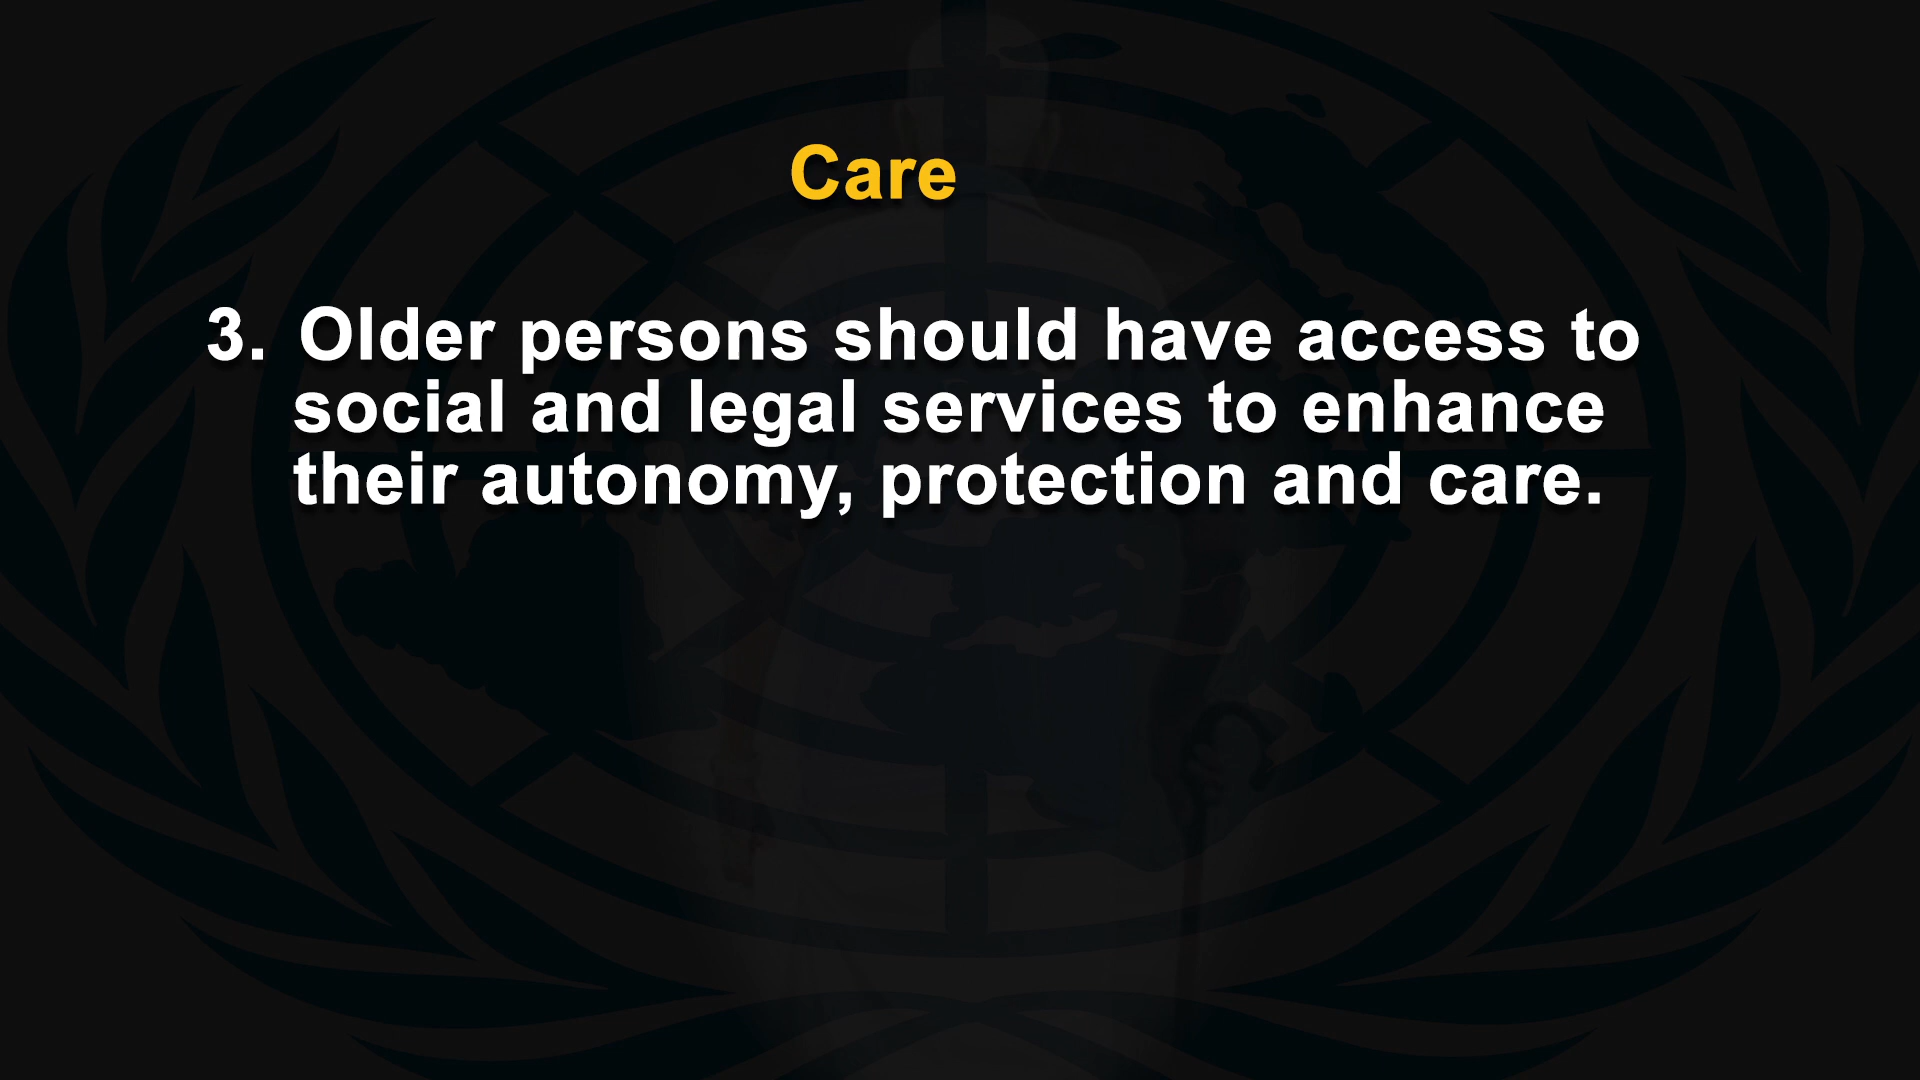 Care
3. Older persons should have access to
social and legal services to enhance
their autonomy, protection and care.